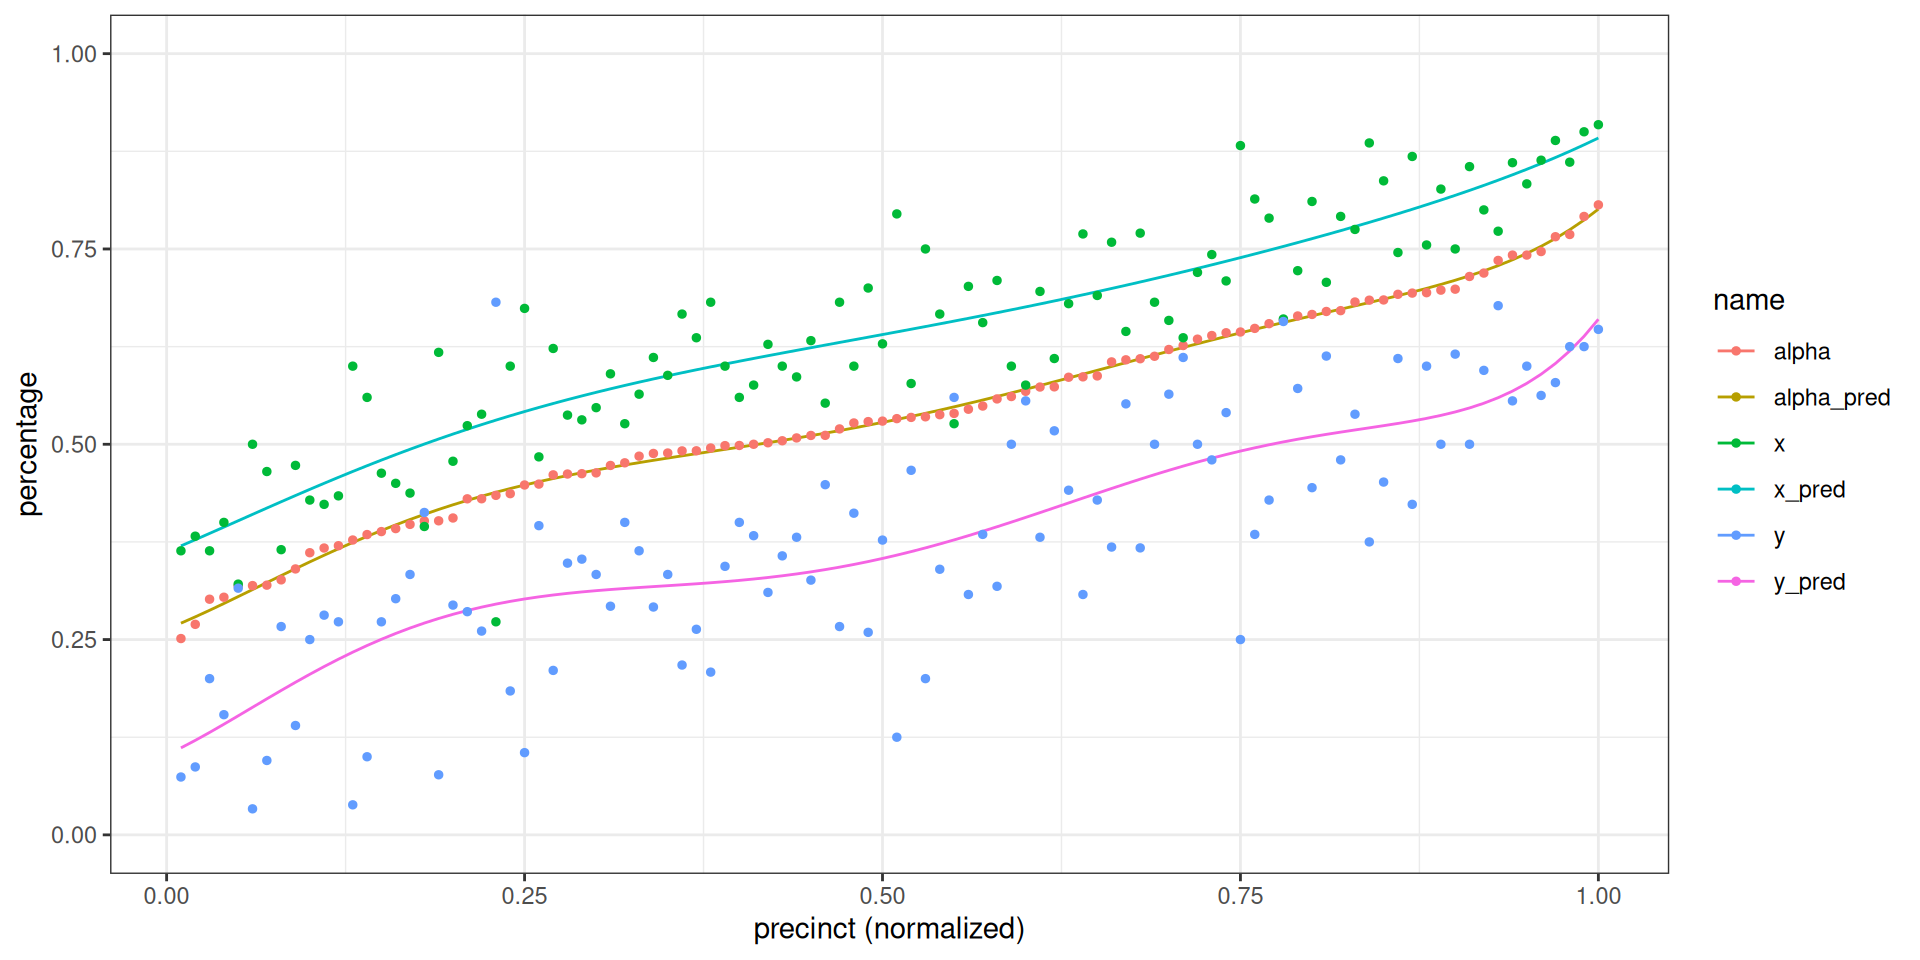 1.00
0.75
0.50
0.25
0.00
percentage
0.00 0.25 0.50 0.75 1.00
precinct (normalized)
name
alpha
alpha_pred
x
x_pred
y
y_pred